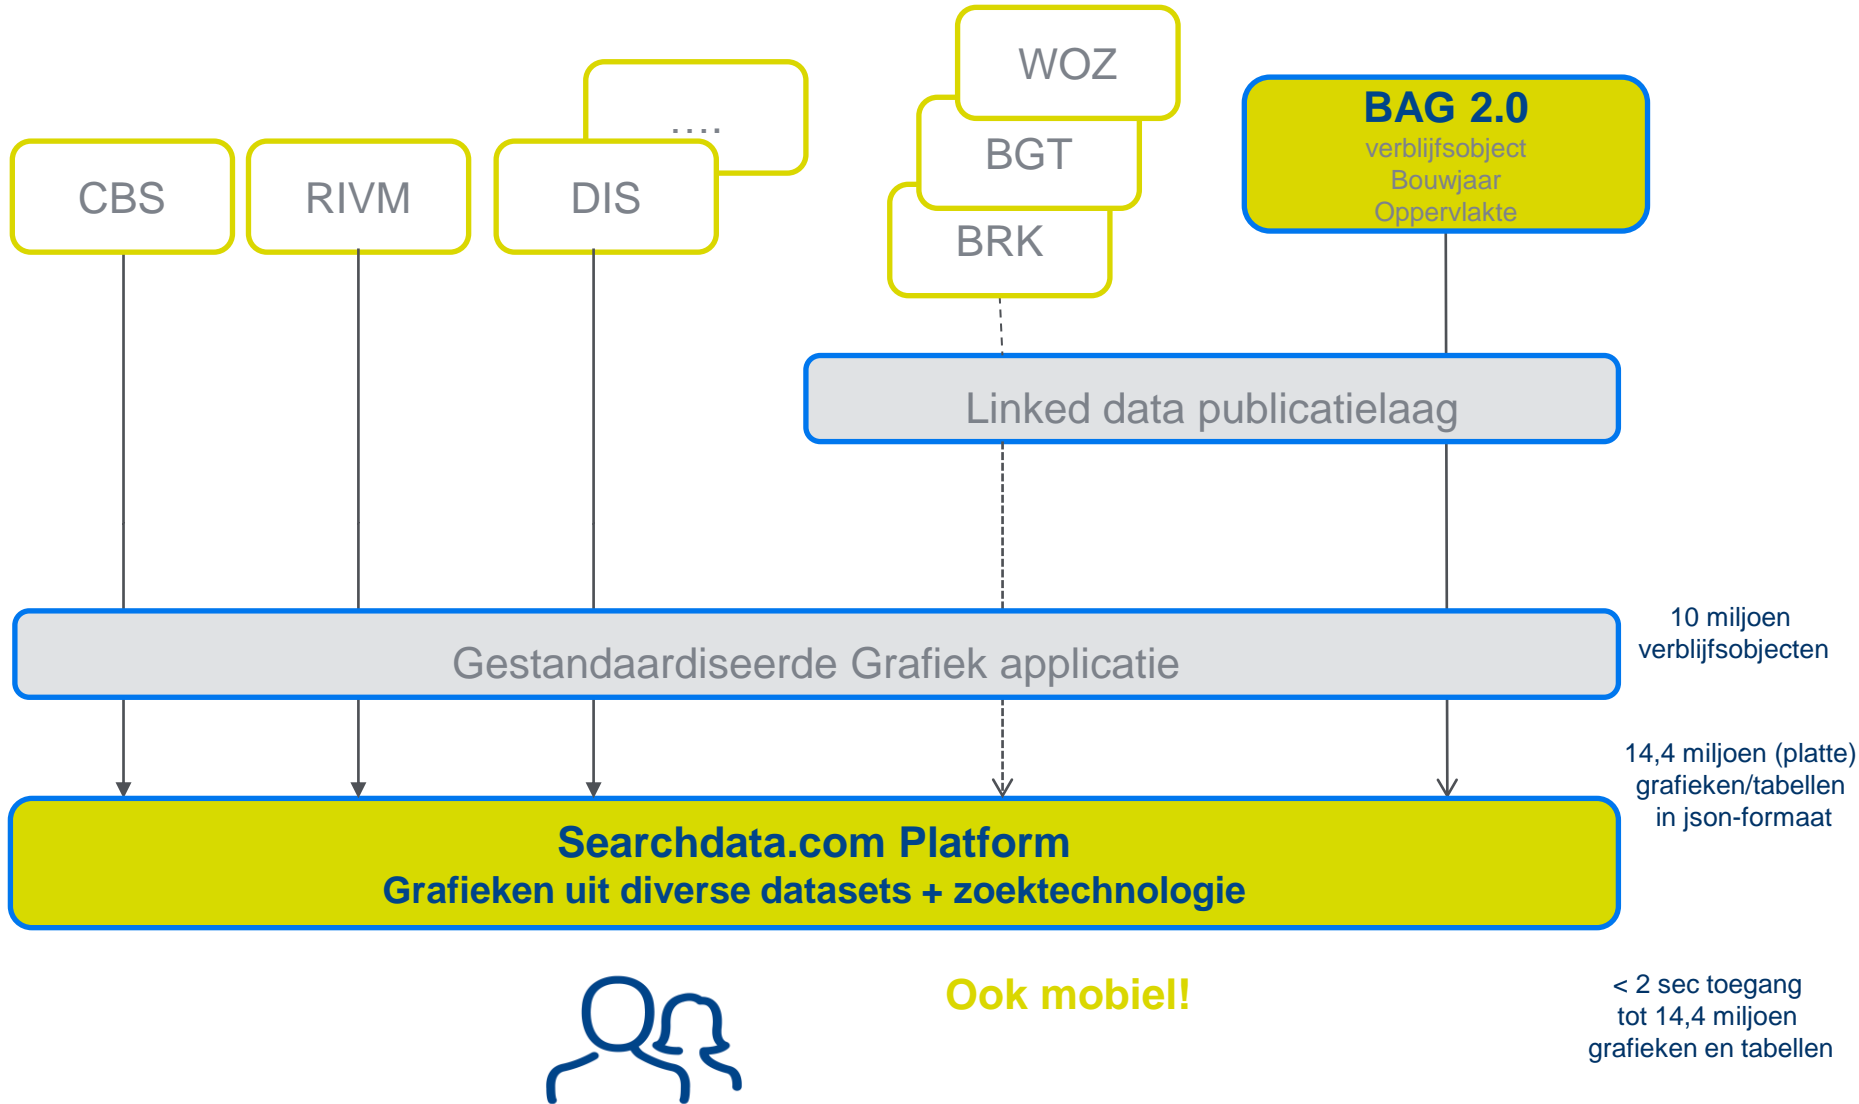 WOZ
....
BGT
BRK
BAG 2.0
verblijfsobject
Bouwjaar
Oppervlakte
CBS
RIVM
DIS
Linked data publicatielaag
Gestandaardiseerde Grafiek applicatie
10 miljoen
verblijfsobjecten
14,4 miljoen (platte)
grafieken/tabellen
in json-formaat
Searchdata.com Platform
Grafieken uit diverse datasets + zoektechnologie
Ook mobiel!
< 2 sec toegang
tot 14,4 miljoen
grafieken en tabellen